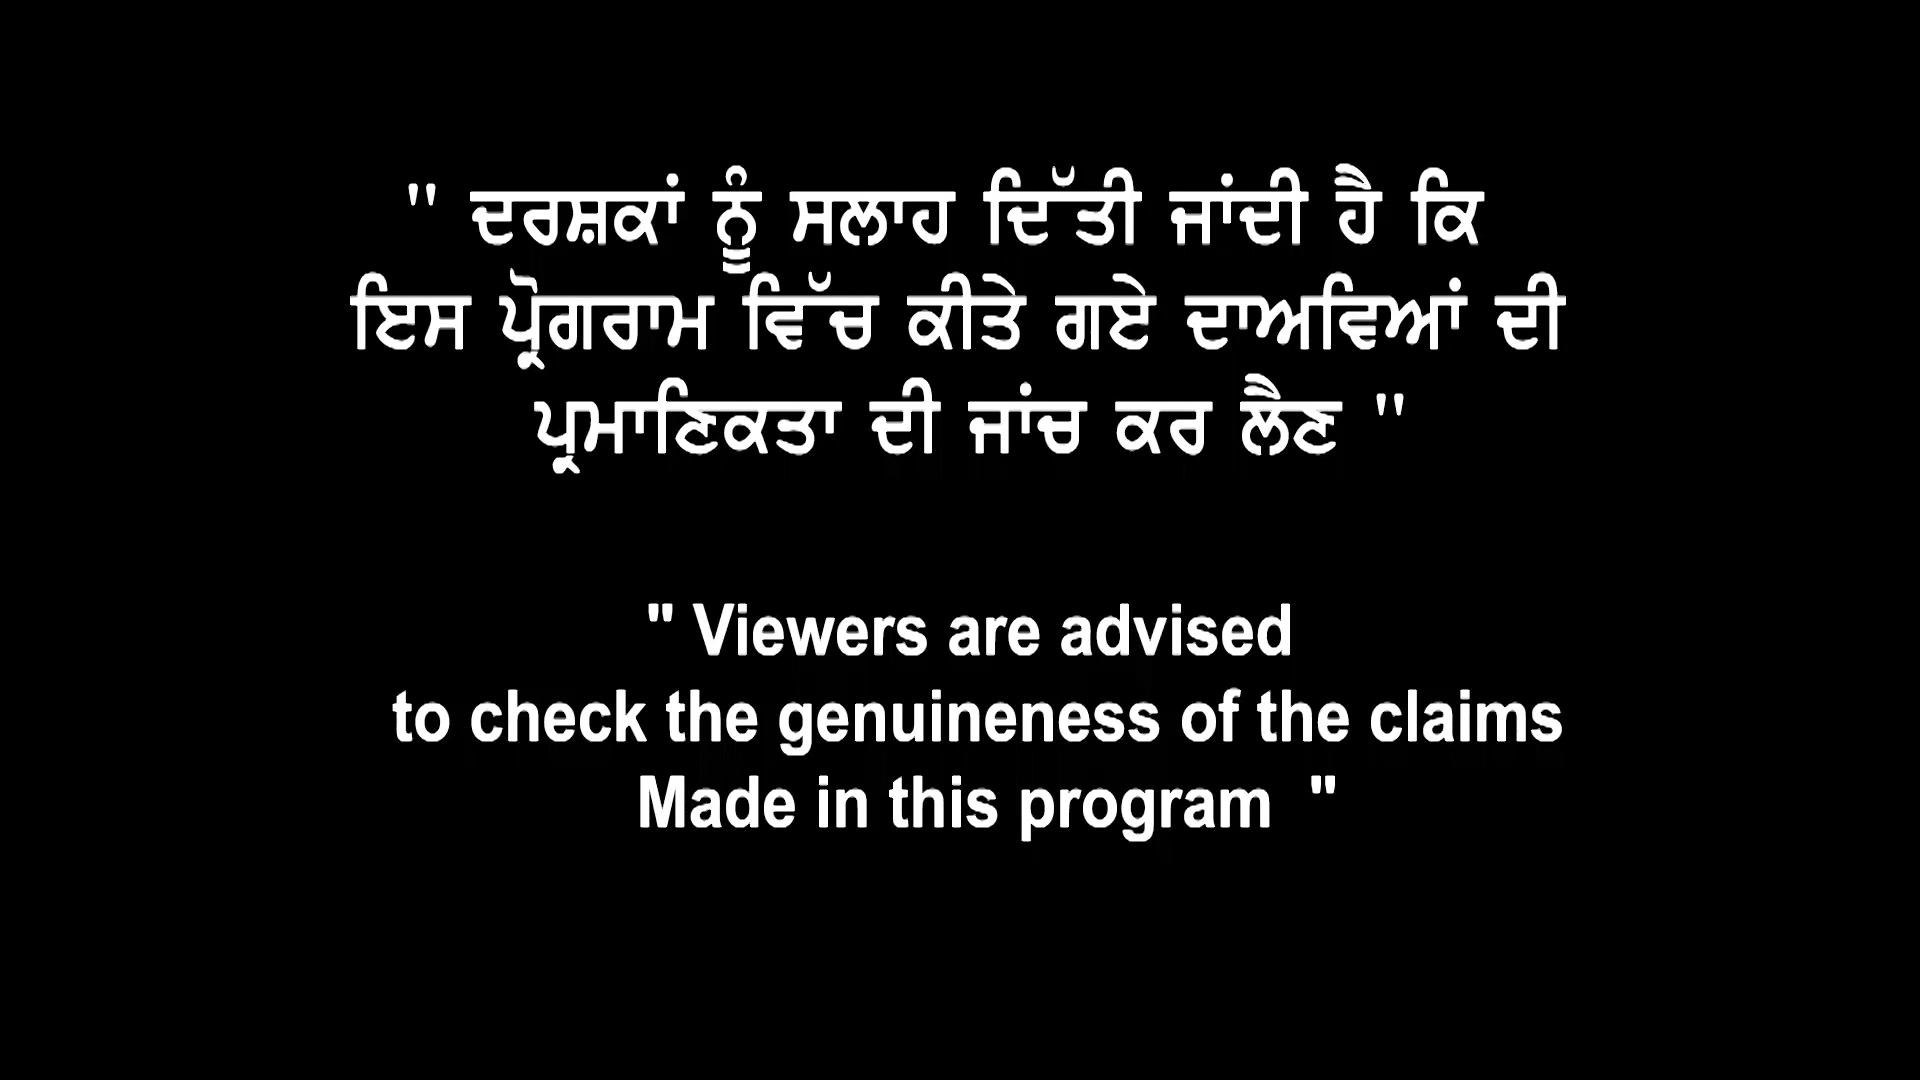 " ਦਰਸ਼ਕਾਂ ਨੂੰ ਸਲਾਹ ਦਿੱਤੀ ਜਾਂਦੀ ਹੈ ਕਿ
ਇਸ ਪ੍ਰੋਗਰਾਮ ਵਿੱਚ ਕੀਤੇ ਗਏ ਦਾਅਵਿਆਂ ਦੀ
ਪ੍ਰਮਾਣਿਕਤਾ ਦੀ ਜਾਂਚ ਕਰ ਲੈਣ "
" Viewers are advised
to check the genuineness of the claims
Made in this program "